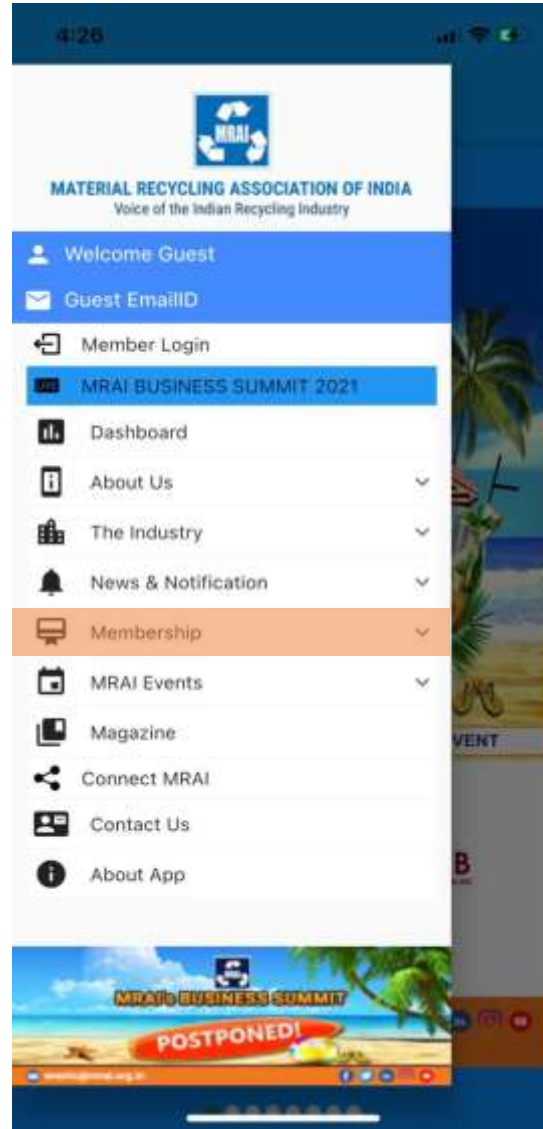 4:26
MRAI
MATERIAL RECYCLING ASSOCIATION OF INDIA
Voice of the Indian Recycling Industry
Welcome Guest
Guest EmailID
Member Login
MRAI BUSINESS SUMMIT 2021
Dashboard
About Us
The Industry
News & Notification
Membership
MRAI Events
Magazine
VENT
Connect MRAI
Contact Us
B
About App
MRAI's BUSINESS SUMMIT
POSTPONED!